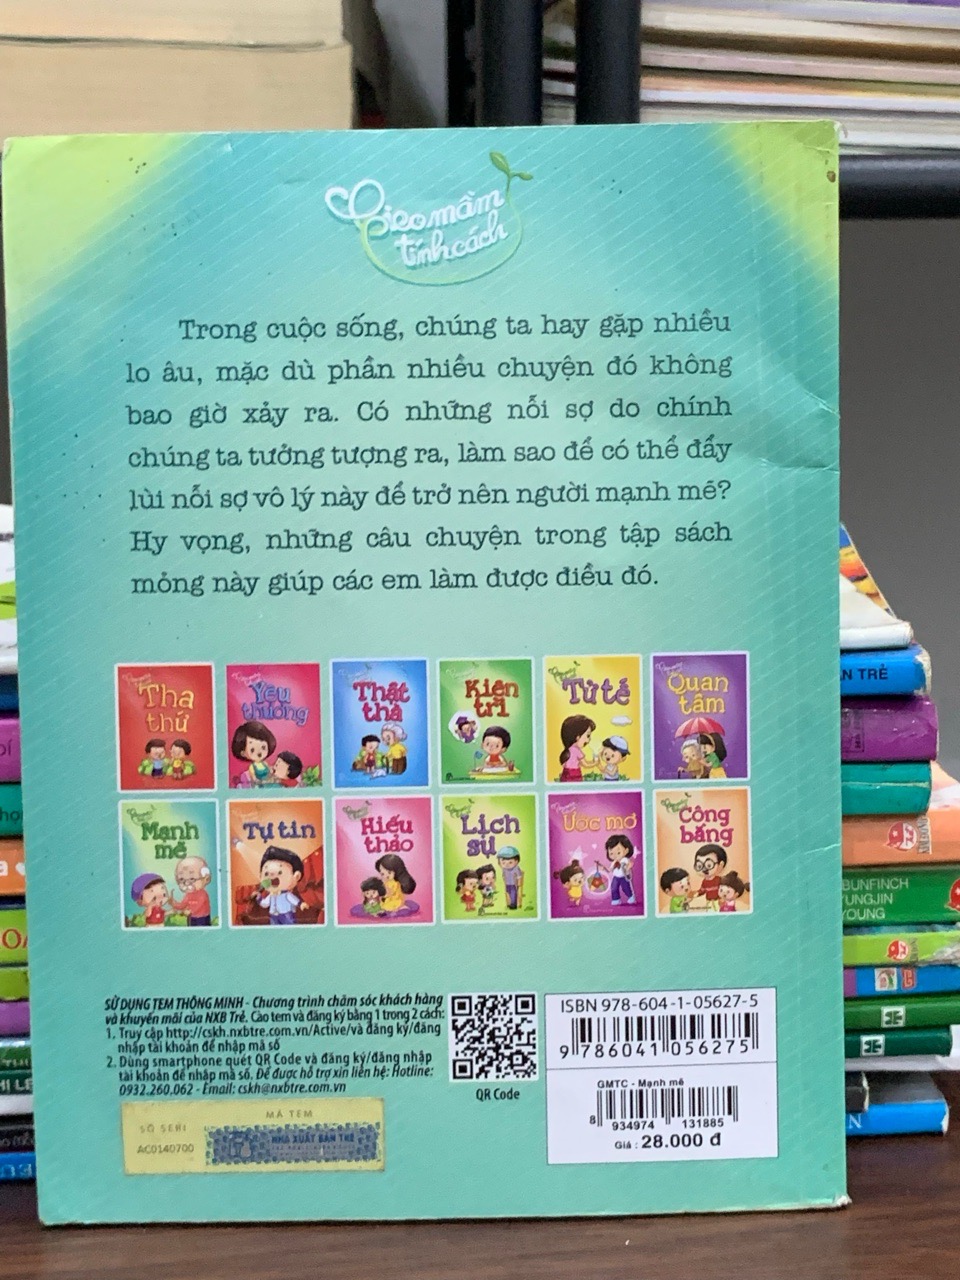 Gieo mầm
tính cách
Trong cuộc sống, chúng ta hay gặp nhiều
lo âu, mặc dù phần nhiều chuyện đó không
bao giờ xảy ra. Có những nỗi sợ do chính
chúng ta tưởng tượng ra, làm sao để có thể đẩy
lùi nỗi sợ vô lý này để trở nên người mạnh mẽ?
Hy vọng, những câu chuyện trong tập sách
mỏng này giúp các em làm được điều đó.
Tha
thứ
Yêu
thương
Thật
thà
Kiên
trì
Tử tế
Quan
tâm
Mạnh
mẽ
Tự tin
Hiếu
thảo
Lịch
sự
Ước mơ
Công
bằng
SỬ DỤNG TEM THÔNG MINH - Chương trình chăm sóc khách hàng
và khuyến mãi của NXB Trẻ. Cào tem và đăng ký bằng 1 trong 2 cách:
1. Truy cập http://cskh.nxbtre.com.vn/Active/và đăng ký/đăng
nhập tài khoản để nhập mã số
2. Dùng smartphone quét QR Code và đăng ký/đăng nhập
tài khoản để nhập mã số. Để được hỗ trợ xin liên hệ: Hotline:
0932.260.062 - Email: cskh@nxbtre.com.vn
QR Code
ISBN 978-604-1-05627-5
9 786041 056275
GMTC - Mạnh mẽ
8 934974 131885
Giá : 28.000 đ
MÃ TEM
SỐ SERI
AC0140700
NHÀ XUẤT BẢN TRẺ
N TRẺ
BUNFINCH
UNGJIN
YOUNG